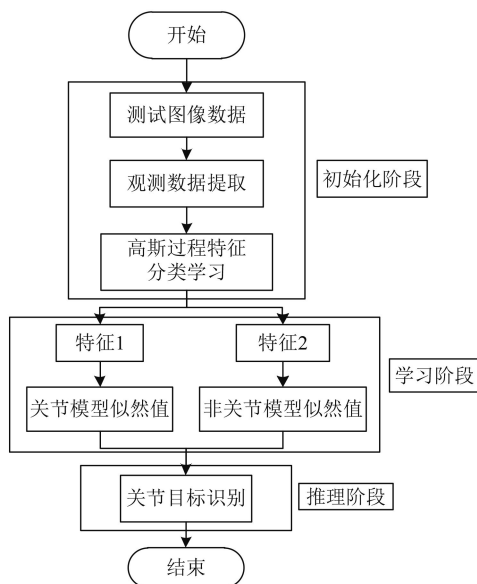 开始
测试图像数据
观测数据提取
初始化阶段
高斯过程特征
分类学习
特征1
特征2
学习阶段
关节模型似然值
非关节模型似然值
关节目标识别
推理阶段
结束